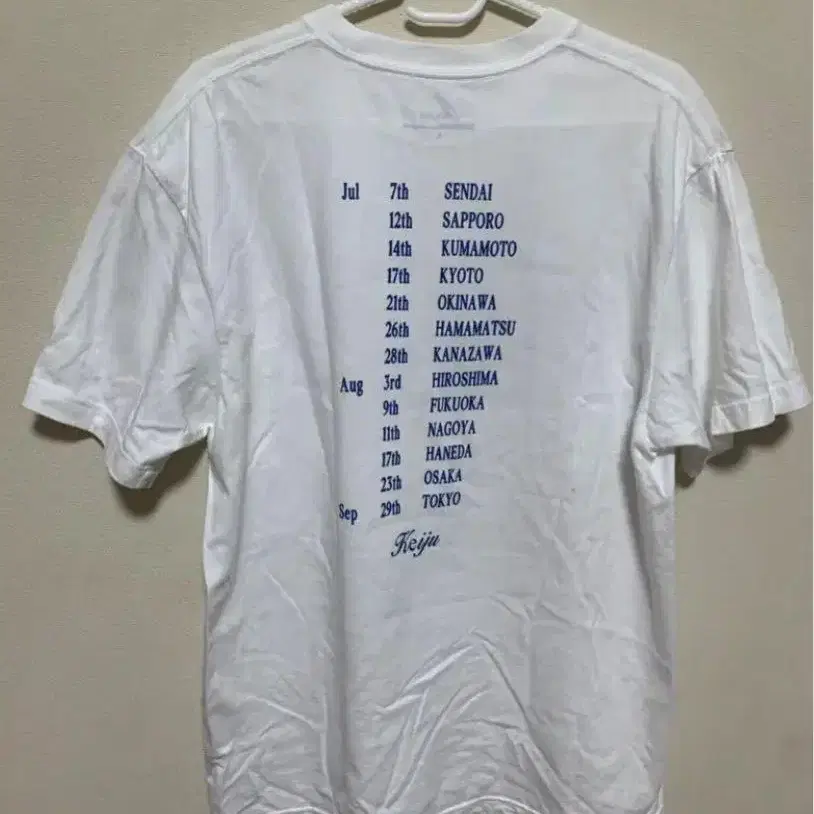 Jul 7th SENDAI
12th SAPPORO
14th KUMAMOTO
17th KYOTO
21th OKINAWA
26th HAMAMATSU
28th KANAZAWA
Aug 3rd HIROSHIMA
9th FUKUOKA
11th NAGOYA
17th HANEDA
23th OSAKA
Sep 29th TOKYO
Keiju